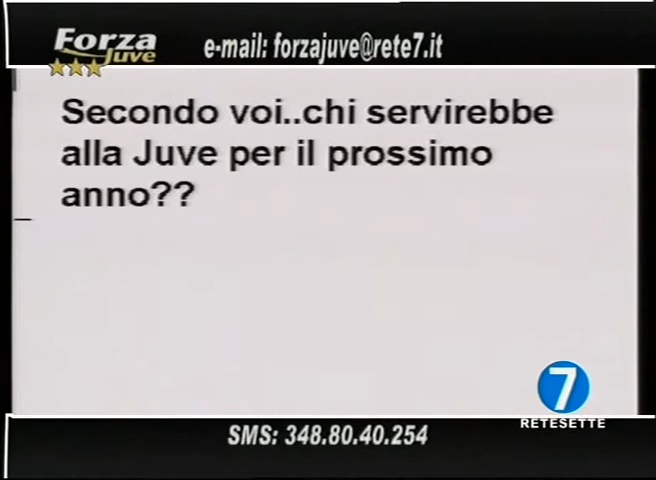 Forza
Juve
e-mail: forzajuve@rete7.it
Secondo voi..chi servirebbe
alla Juve per il prossimo
anno??
7
RETESETTE
SMS: 348.80.40.254